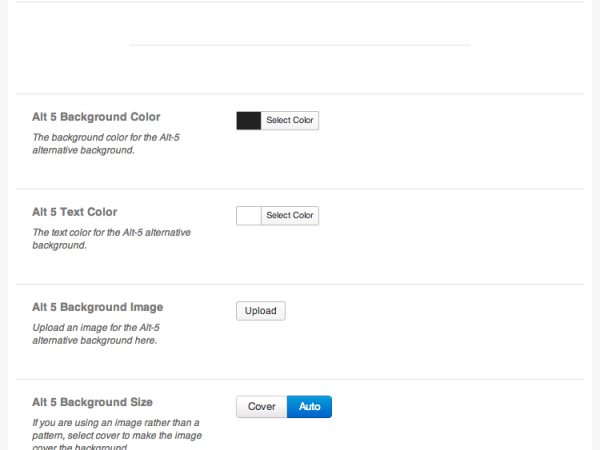 Alt 5 Background Color
Select Color
The background color for the Alt-5
alternative background.
Alt 5 Text Color
Select Color
The text color for the Alt-5 alternative
background.
Alt 5 Background Image
Upload
Upload an image for the Alt-5
alternative background here.
Alt 5 Background Size
Cover Auto
If you are using an image rather than a
pattern, select cover to make the image
cover the background.